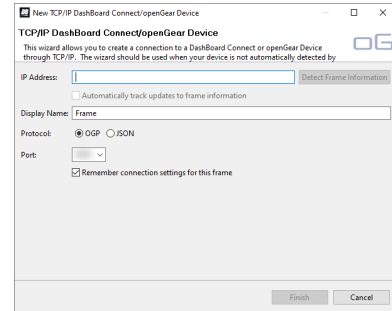 New TCP/IP DashBoard Connect/openGear Device
TCP/IP DashBoard Connect/openGear Device
This wizard allows you to create a connection to a DashBoard Connect or openGear Device
through TCP/IP. The wizard should be used when your device is not automatically detected by
IP Address: Detect Frame Information
Automatically track updates to frame information
Display Name: Frame
Protocol: OGP JSON
Port:
Remember connection settings for this frame
Finish Cancel